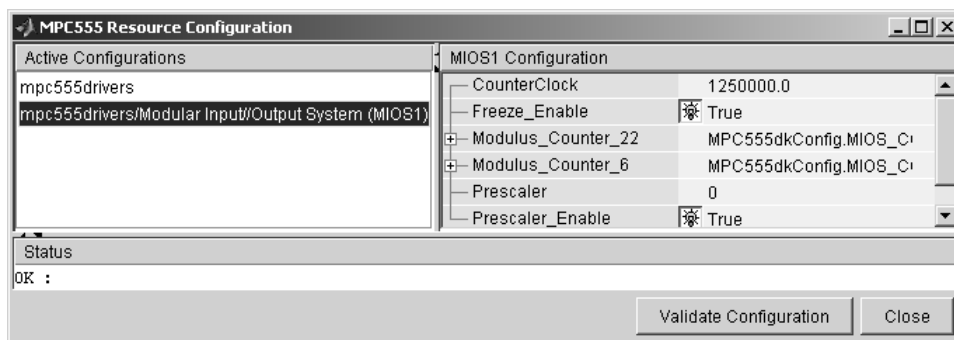 MPC555 Resource Configuration
Active Configurations
mpc555drivers
mpc555drivers/Modular Input//Output System (MIOS1)
MIOS1 Configuration
CounterClock 1250000.0
Freeze_Enable True
Modulus_Counter_22 MPC555dkConfig.MIOS_C
Modulus_Counter_6 MPC555dkConfig.MIOS_C
Prescaler 0
Prescaler_Enable True
Status
OK :
Validate Configuration Close